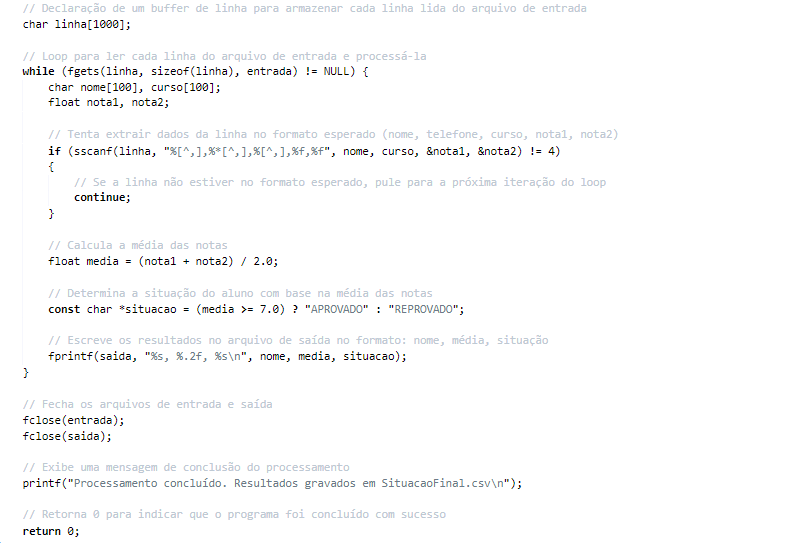 // Declaração de um buffer de linha para armazenar cada linha lida do arquivo de entrada
char linha[1000];
// Loop para ler cada linha do arquivo de entrada e processá-la
while (fgets(linha, sizeof(linha), entrada) != NULL) {
char nome[100], curso[100];
float nota1, nota2;
// Tenta extrair dados da linha no formato esperado (nome, telefone, curso, nota1, nota2)
if (sscanf(linha, "%[^,],%*[^,],%[^,],%f,%f", nome, curso, &nota1, &nota2) != 4)
{
// Se a linha não estiver no formato esperado, pule para a próxima iteração do loop
continue;
}
// Calcula a média das notas
float media = (nota1 + nota2) / 2.0;
// Determina a situação do aluno com base na média das notas
const char *situacao = (media >= 7.0) ? "APROVADO" : "REPROVADO";
// Escreve os resultados no arquivo de saída no formato: nome, média, situação
fprintf(saida, "%s, %.2f, %s\n", nome, media, situacao);
}
// Fecha os arquivos de entrada e saída
fclose(entrada);
fclose(saida);
// Exibe uma mensagem de conclusão do processamento
printf("Processamento concluído. Resultados gravados em SituacaoFinal.csv\n");
// Retorna 0 para indicar que o programa foi concluído com sucesso
return 0;